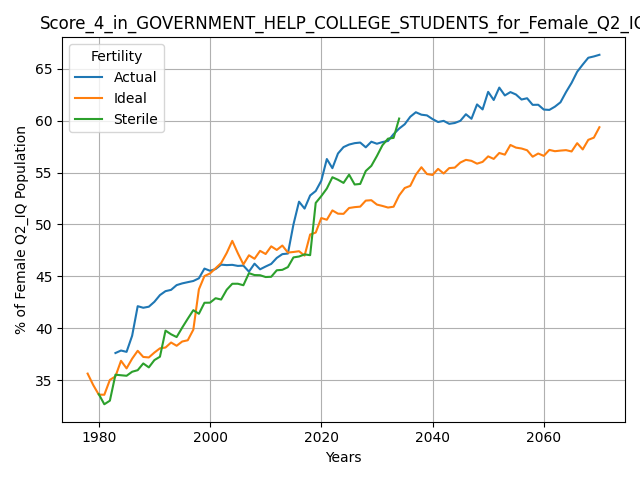 Score_4_in_GOVERNMENT_HELP_COLLEGE_STUDENTS_for_Female_Q2_IQ
Fertility
Actual
Ideal
Sterile
% of Female Q2_IQ Population
65
60
55
50
45
40
35
1980
2000
2020
2040
2060
Years